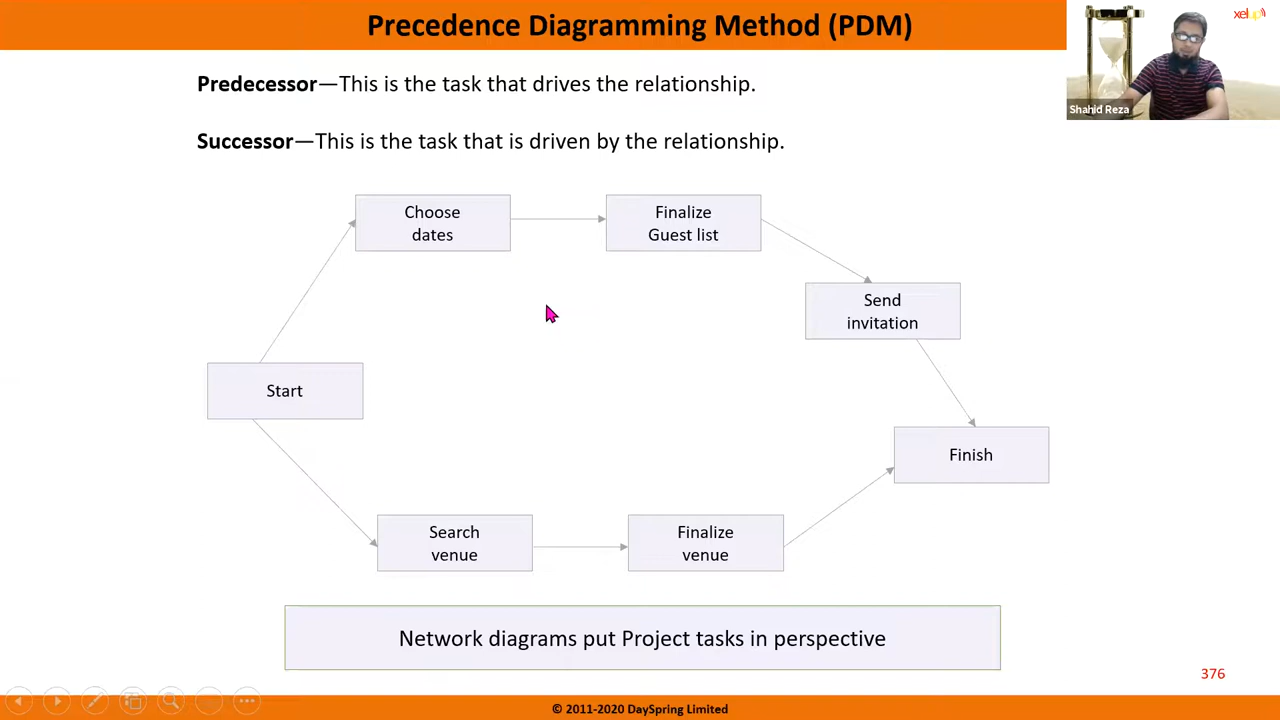 Precedence Diagramming Method (PDM)
xelup
Shahid Reza
Predecessor—This is the task that drives the relationship.
Successor—This is the task that is driven by the relationship.
Choose
dates
Finalize
Guest list
Send
invitation
Start
Finish
Search
venue
Finalize
venue
Network diagrams put Project tasks in perspective
376
© 2011-2020 DaySpring Limited